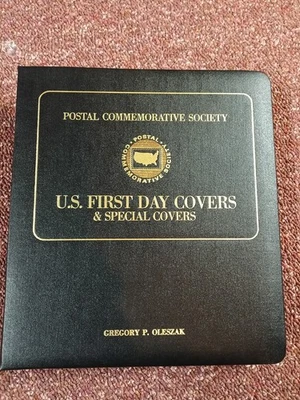 POSTAL COMMEMORATIVE SOCIETY
POSTAL
COMMEMORATIVE SOCIETY
U.S. FIRST DAY COVERS
& SPECIAL COVERS
GREGORY P. OLESZAK